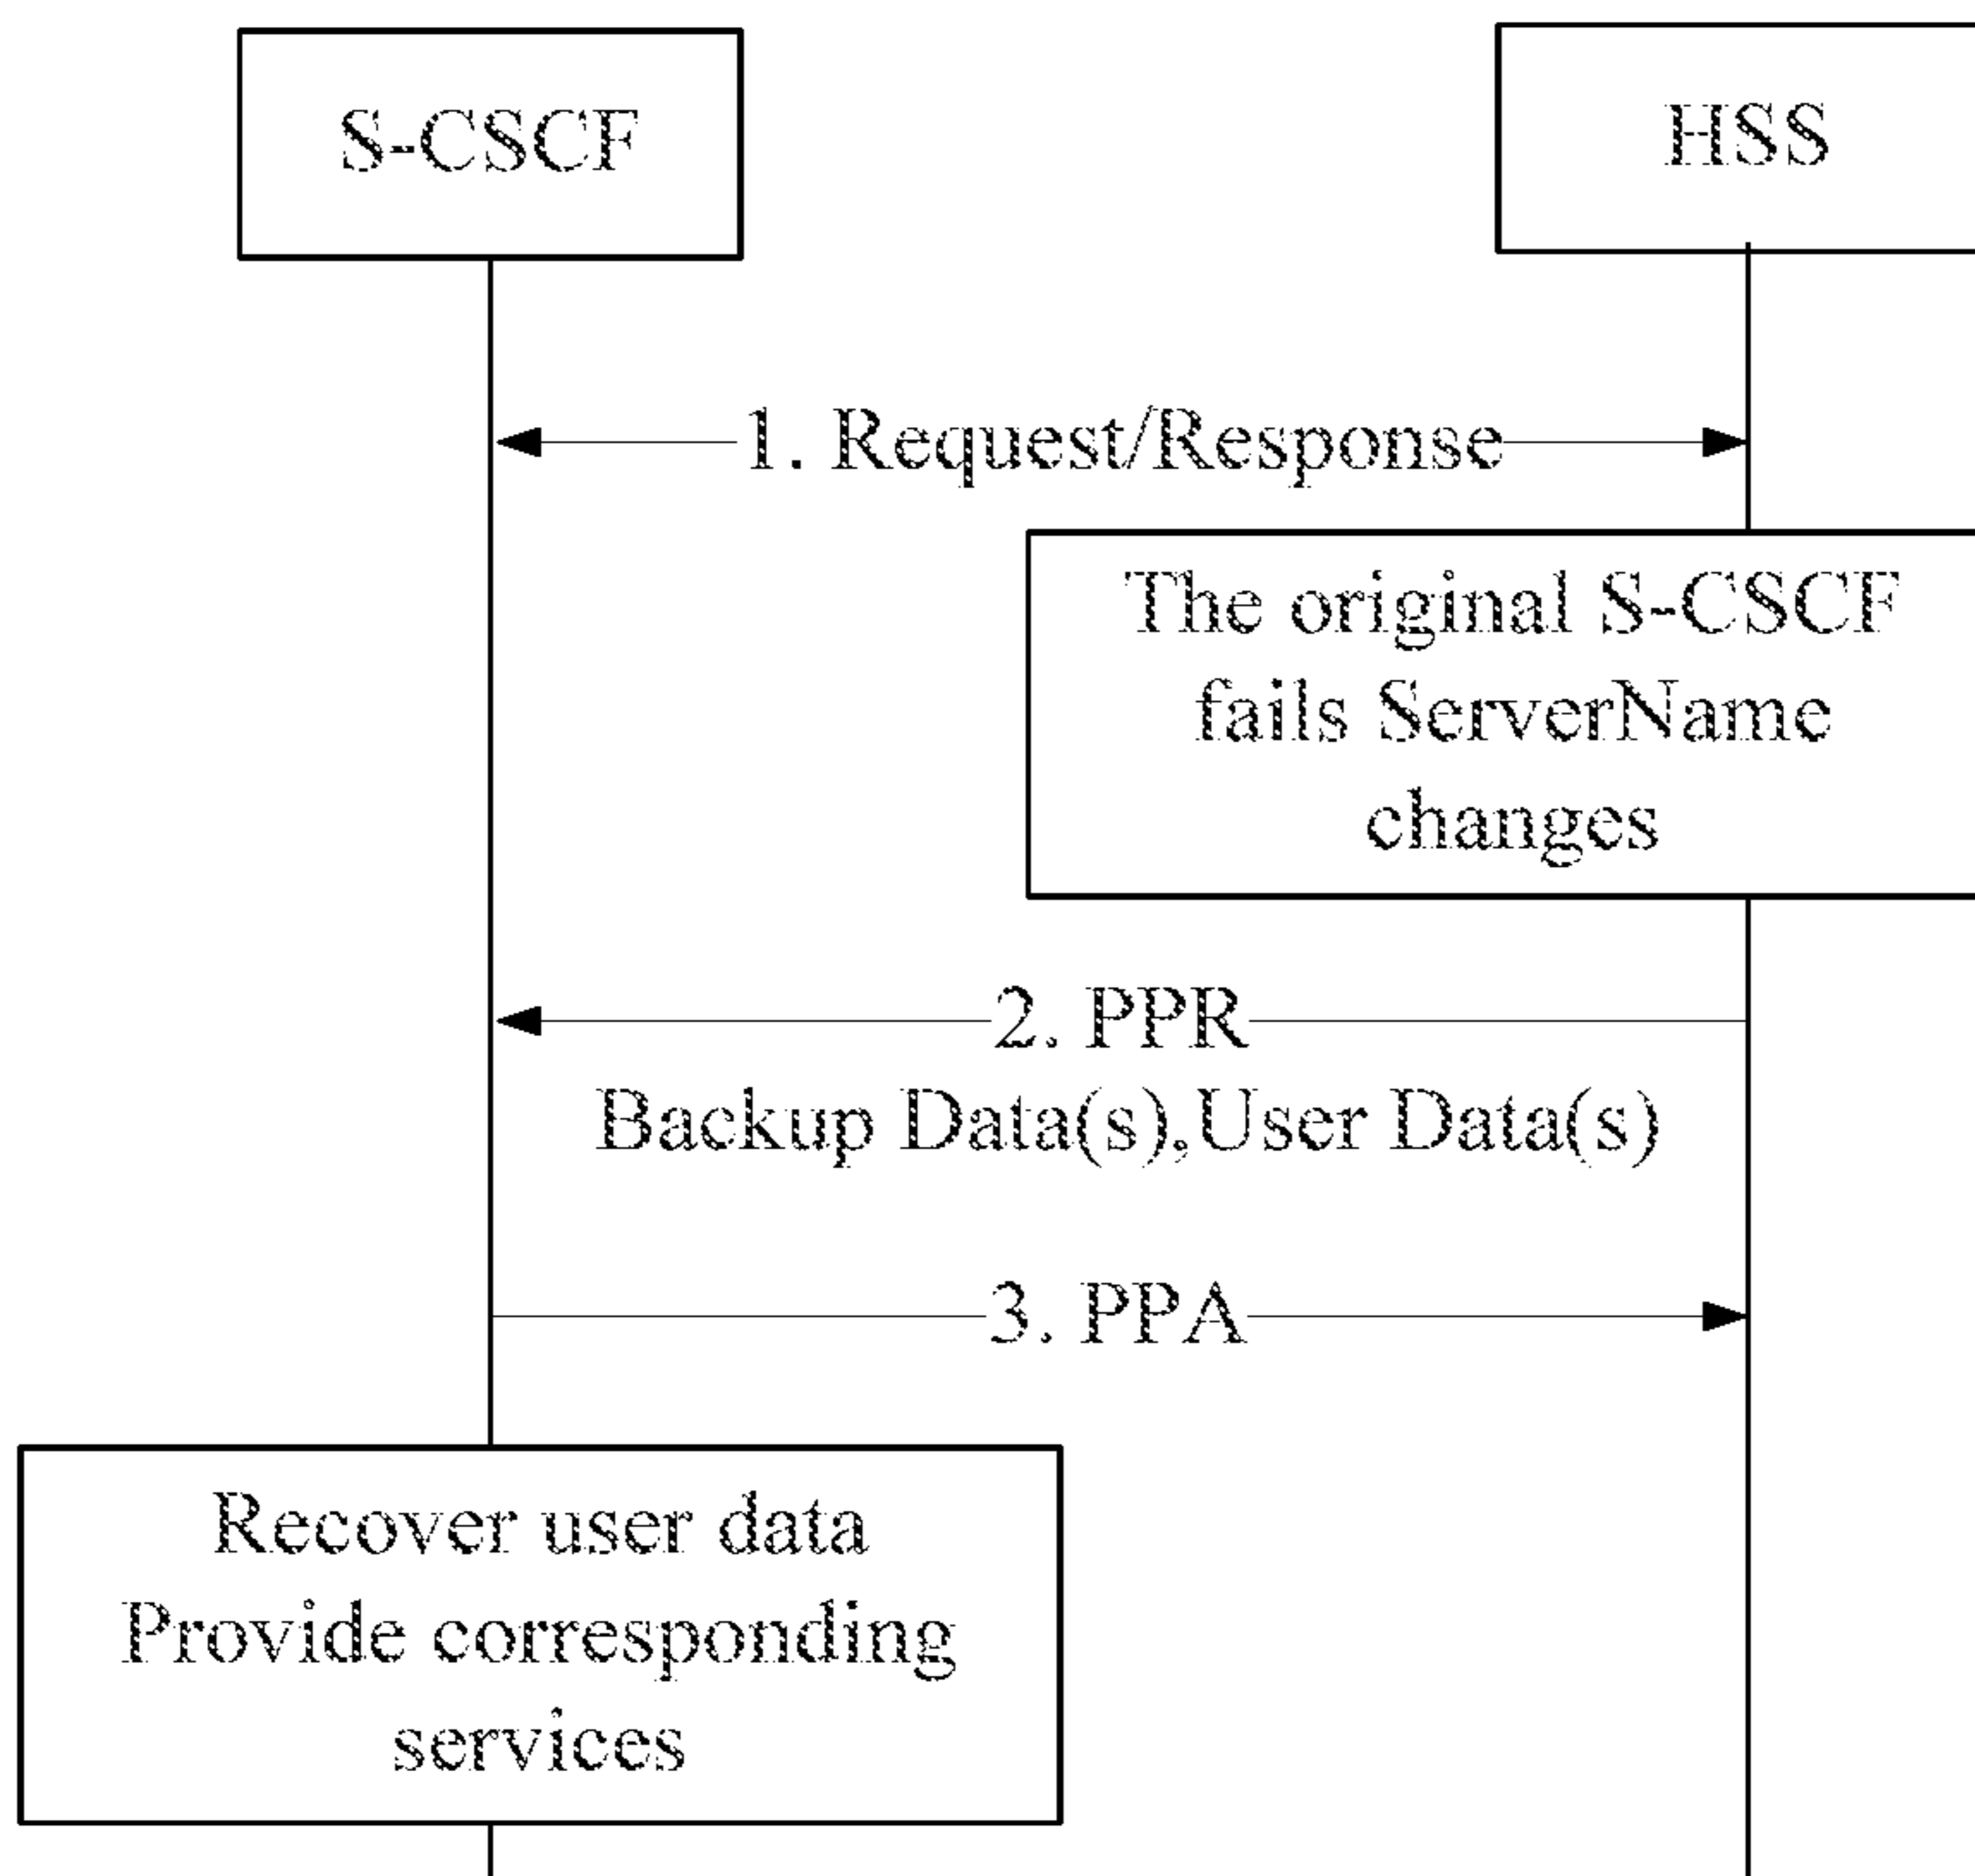 S-CSCF
HSS
1. Request/Response
The original S-CSCF
fails ServerName
changes
2. PPR
Backup Data(s),User Data(s)
3. PPA
Recover user data
Provide corresponding
services